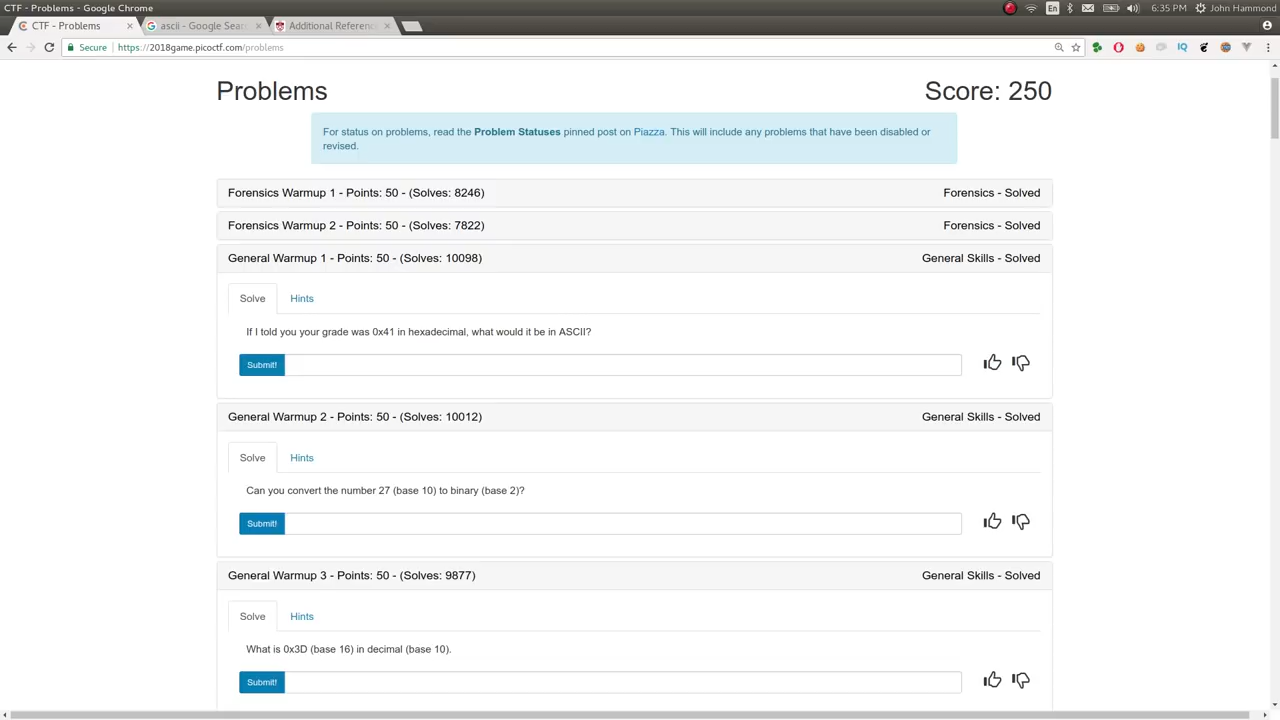 CTF - Problems - Google Chrome
En
6:35 PM
John Hammond
CTF - Problems
ascii - Google Sear
Additional Reference
Secure
https://2018game.picoctf.com/problems
IQ
Problems
Score: 250
For status on problems, read the Problem Statuses pinned post on Piazza. This will include any problems that have been disabled or
revised.
Forensics Warmup 1 - Points: 50 - (Solves: 8246)
Forensics - Solved
Forensics Warmup 2 - Points: 50 - (Solves: 7822)
Forensics - Solved
General Warmup 1 - Points: 50 - (Solves: 10098)
General Skills - Solved
Solve
Hints
If I told you your grade was 0x41 in hexadecimal, what would it be in ASCII?
Submit!
General Warmup 2 - Points: 50 - (Solves: 10012)
General Skills - Solved
Solve
Hints
Can you convert the number 27 (base 10) to binary (base 2)?
Submit!
General Warmup 3 - Points: 50 - (Solves: 9877)
General Skills - Solved
Solve
Hints
What is 0x3D (base 16) in decimal (base 10).
Submit!